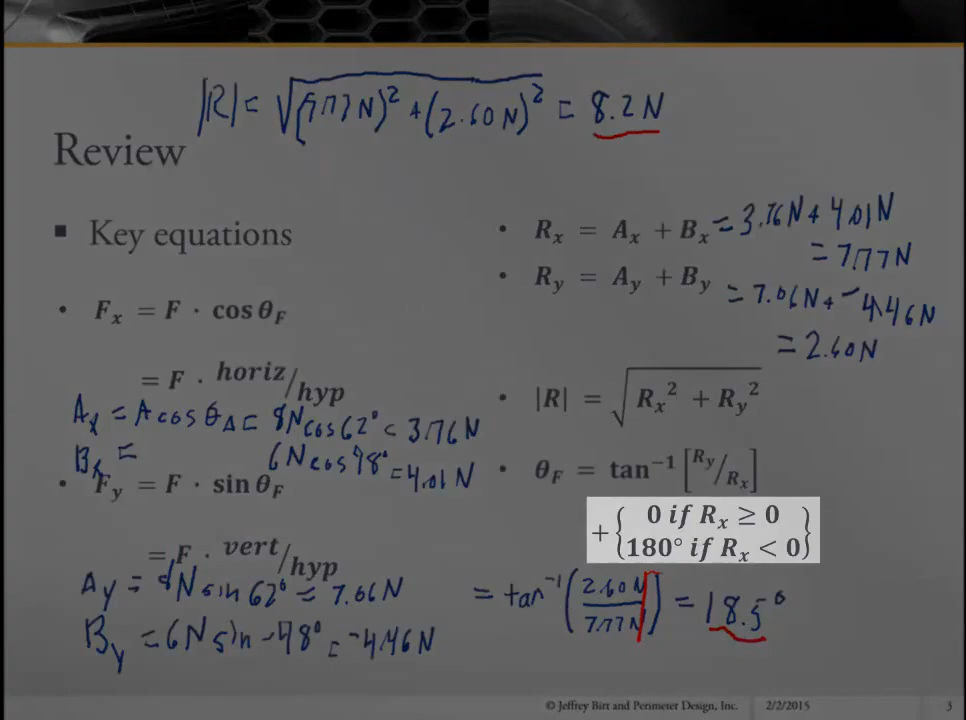 |R| = √(7.77N)² + (2.60N)² = 8.2N
Review
▪ Key equations
• Fx = F · cos θF
= F · horiz/hyp
Ax = A cos θA = 8N cos 62° = 3.76N
Bx = 6N cos 48° = 4.01N
• Fy = F · sin θF
= F · vert/hyp
Ay = 8N sin 62° = 7.06N
By = 6N sin -48° = -4.46N
• Rx = Ax + Bx = 3.76N + 4.01N
= 7.77N
• Ry = Ay + By = 7.06N + -4.46N
= 2.60N
• |R| = √Rx² + Ry²
• θF = tan⁻¹ [Ry/Rx]
+ { 0 if Rx ≥ 0
180° if Rx < 0 }
= tan⁻¹ (2.60N / 7.77N) = 18.5°
© Jeffrey Birt and Perimeter Design, Inc. 2/2/2015 3